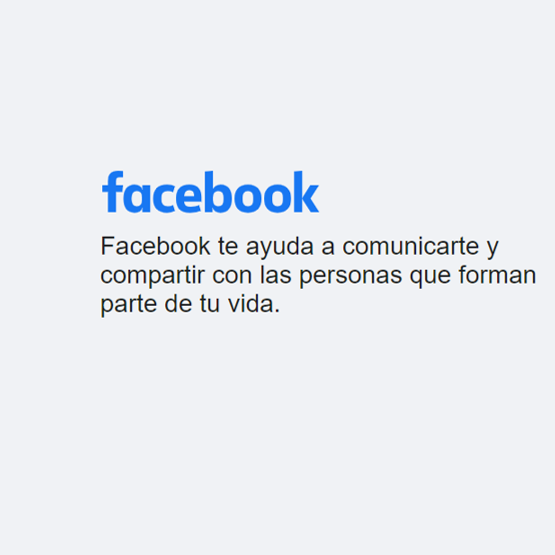 facebook
Facebook te ayuda a comunicarte y
compartir con las personas que forman
parte de tu vida.